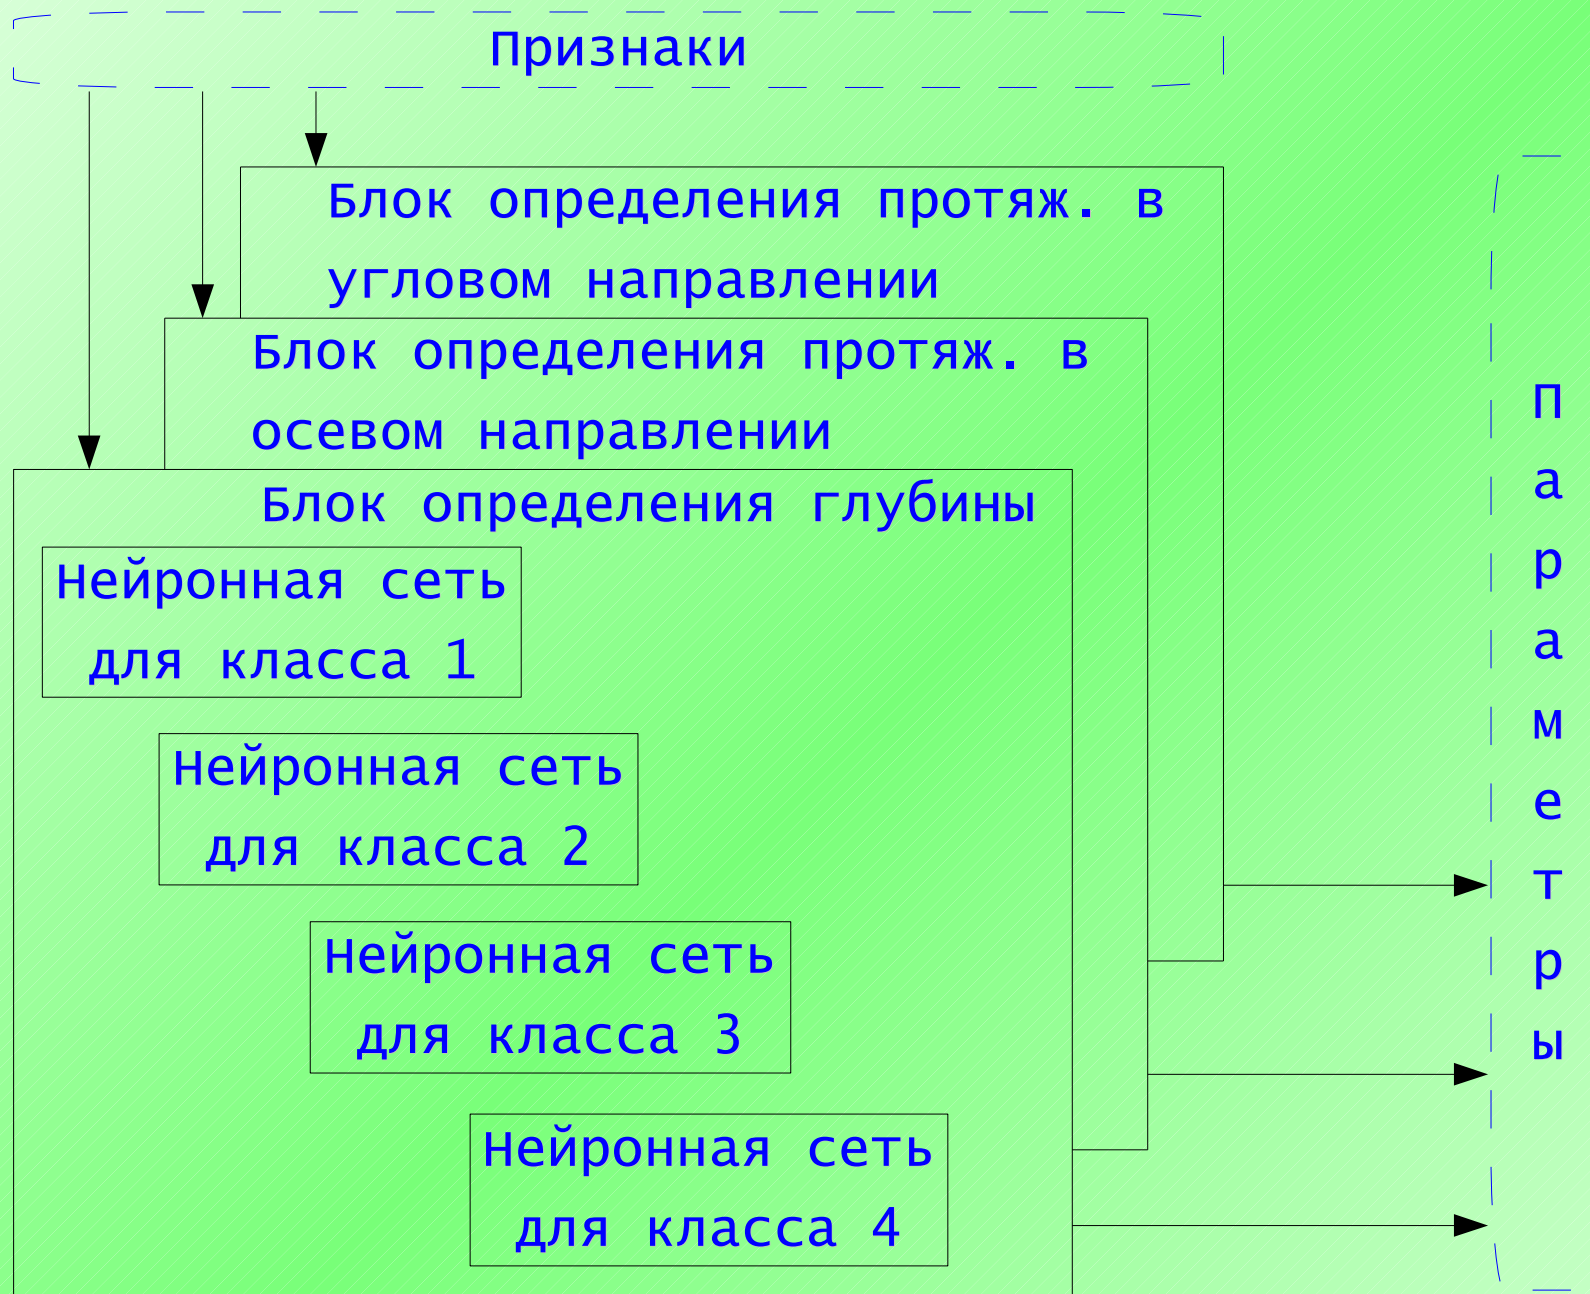 Признаки
Блок определения протяж. в
угловом направлении
Блок определения протяж. в
осевом направлении
Блок определения глубины
Нейронная сеть
для класса 1
Нейронная сеть
для класса 2
Нейронная сеть
для класса 3
Нейронная сеть
для класса 4
Параметры